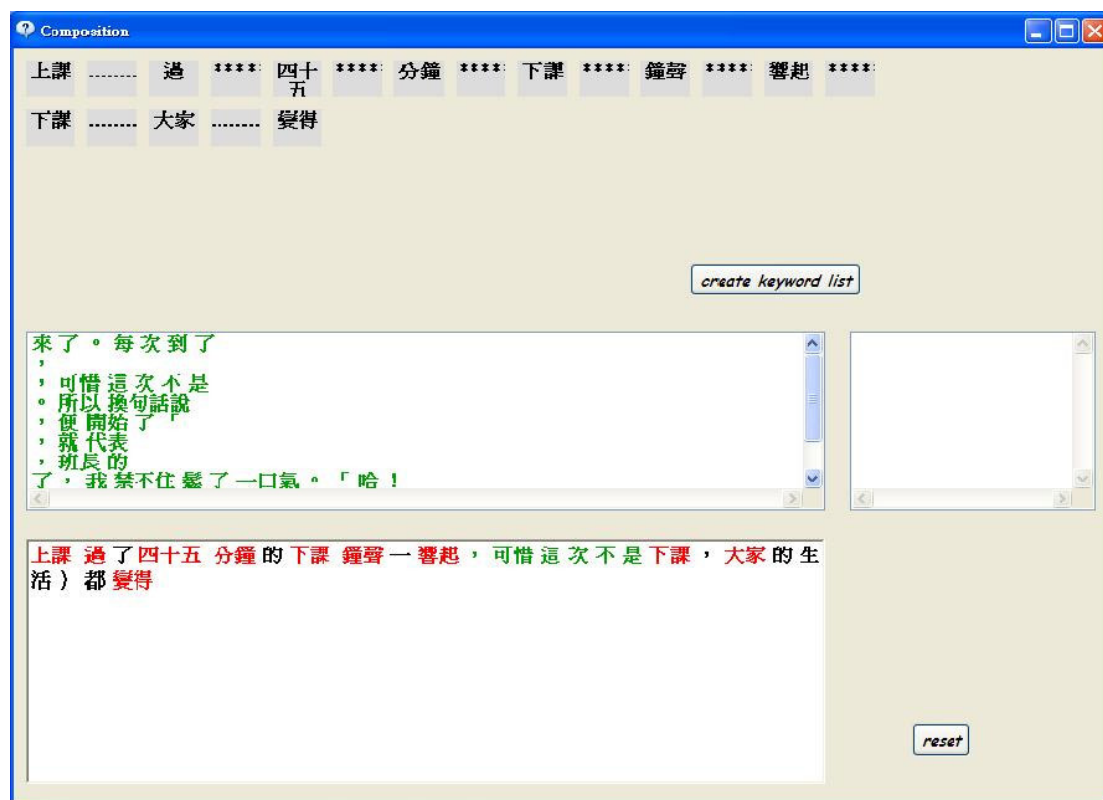 Composition
上課 ........ 過 ****: 四十五 ****: 分鐘 ****: 下課 ****: 鐘聲 ****: 響起 ****:
下課 ........ 大家 ........ 變得
create keyword list
來了。每次到了
,
,可惜這次不是
。所以換句話說
,便開始了「
,就代表
,班長的
了,我禁不住鬆了一口氣。「哈!
上課 過了四十五 分鐘的下課 鐘聲一響起,可惜這次不是下課,大家的生
活)都變得
reset